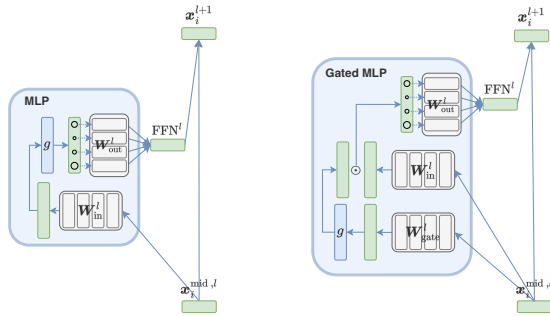 x_i^{l+1}
MLP
g
W_out^l
FFN^l
W_in^l
x_i^{mid,l}
x_i^{l+1}
Gated MLP
W_out^l
FFN^l
W_in^l
g
W_gate^l
x_i^{mid,l}